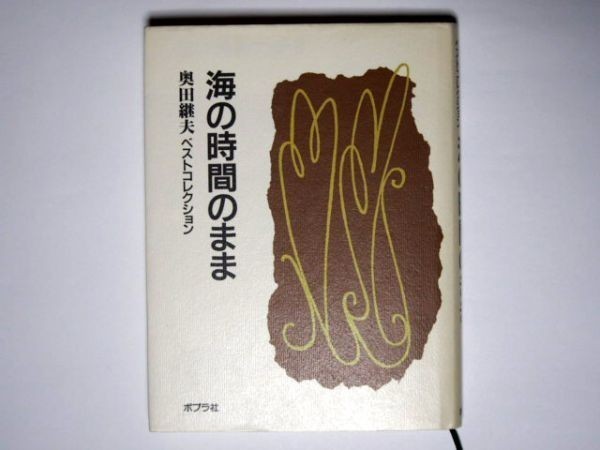 海の時間のまま
奥田継夫 ベストコレクション
ポプラ社